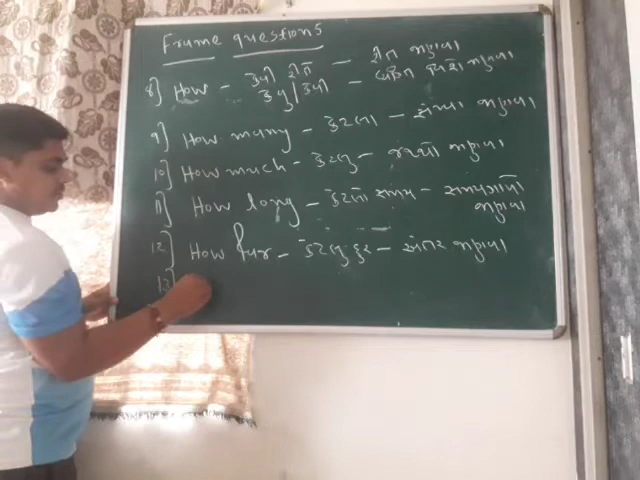 Frame questions
8] How - કેવી રીતે - રીત જાણવા
કેવું/કેવી - વિશે જાણવા
9] How many - કેટલા - સંખ્યા જાણવા
10] How much - કેટલુ - જથ્થો જાણવા
11] How long - કેટલો સમય - સમયગાળો
જાણવા
12] How far - કેટલુ દુર - અંતર જાણવા
13]